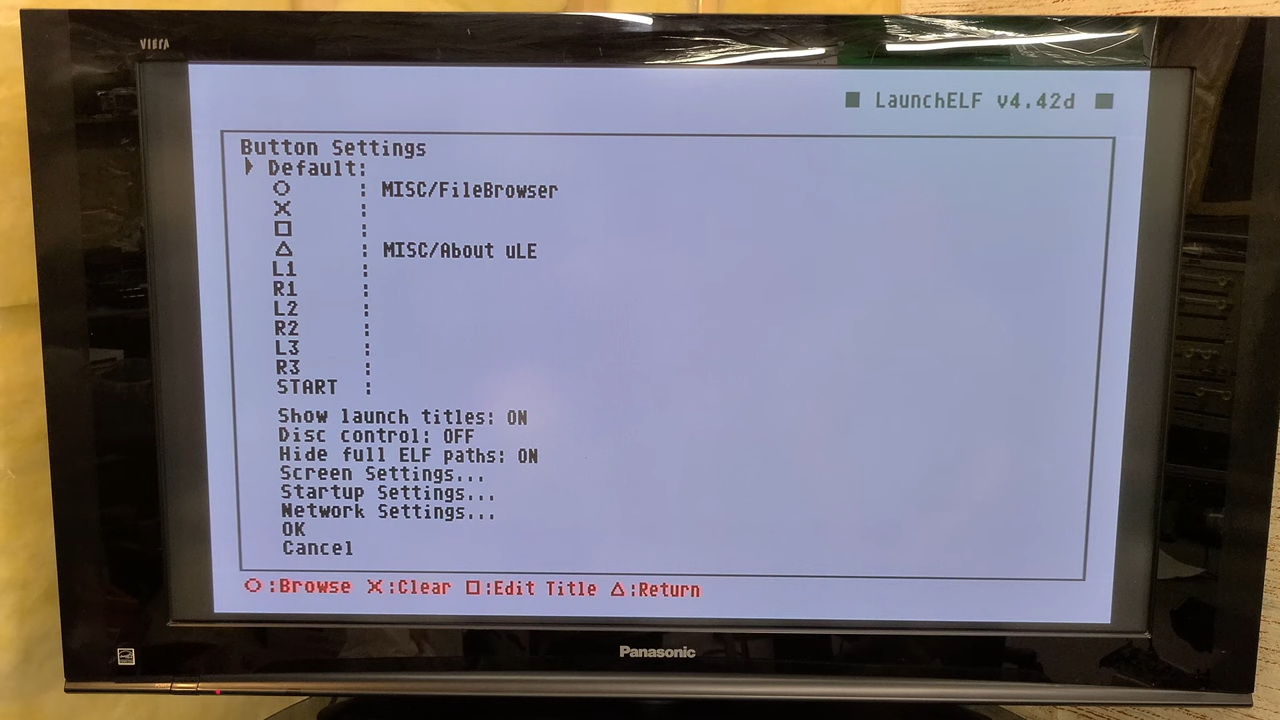 VIERA
■ LaunchELF v4.42d ■
Button Settings
Default:
○ : MISC/FileBrowser
✕ :
□ :
△ : MISC/About uLE
L1 :
R1 :
L2 :
R2 :
L3 :
R3 :
START :
Show launch titles: ON
Disc control: OFF
Hide full ELF paths: ON
Screen Settings...
Startup Settings...
Network Settings...
OK
Cancel
○:Browse ✕:Clear □:Edit Title △:Return
Panasonic